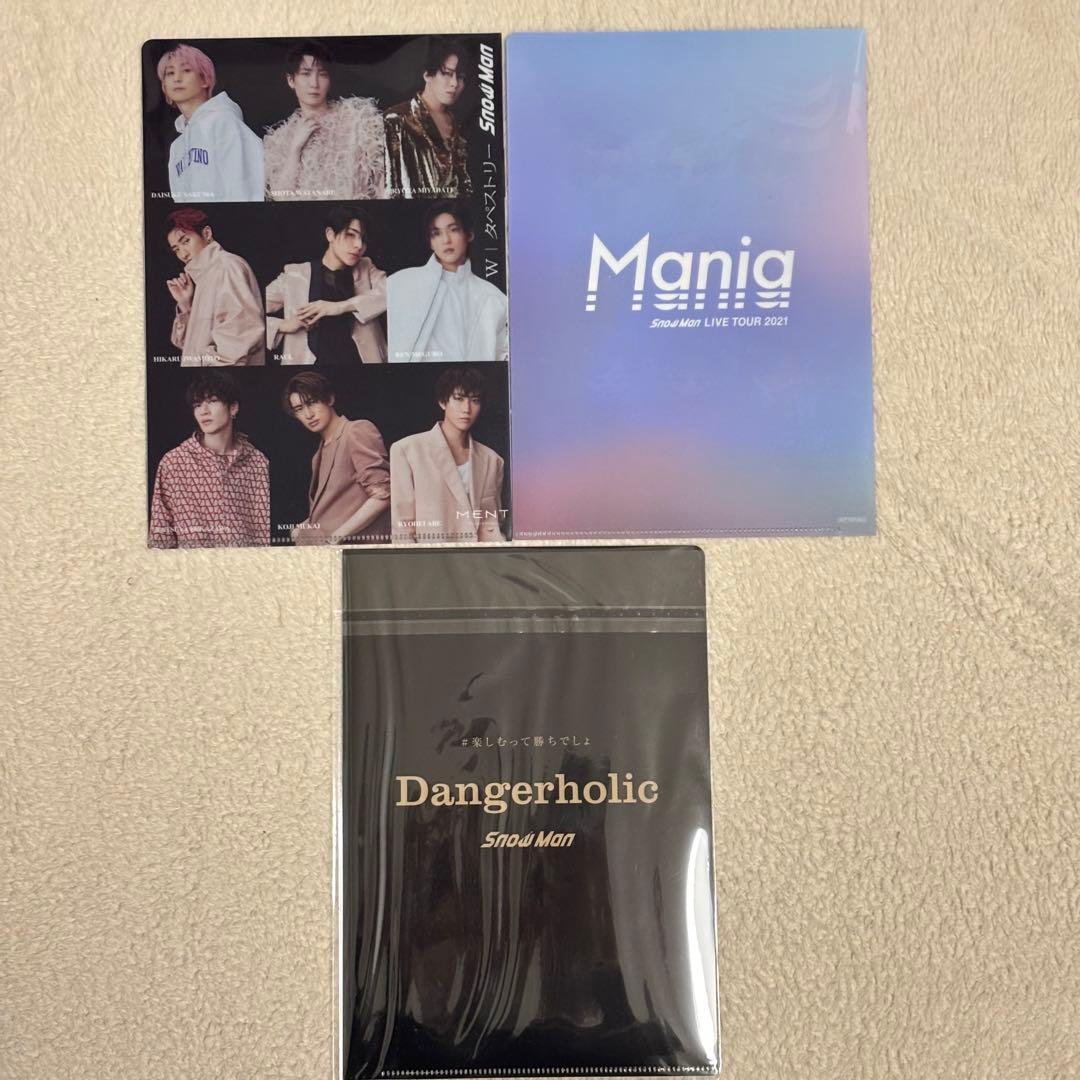 Snow Man
W | タペストリー
DAISUKE SAKUMA
SHOTA WATANABE
RYOTA MIYADATE
HIKARU IWAMOTO
RAUL
REN MEGURO
KOJI MUKAI
RYOHEI ABE
MENT
Mania
Snow Man LIVE TOUR 2021
#楽しむって勝ちでしょ
Dangerholic
Snow Man